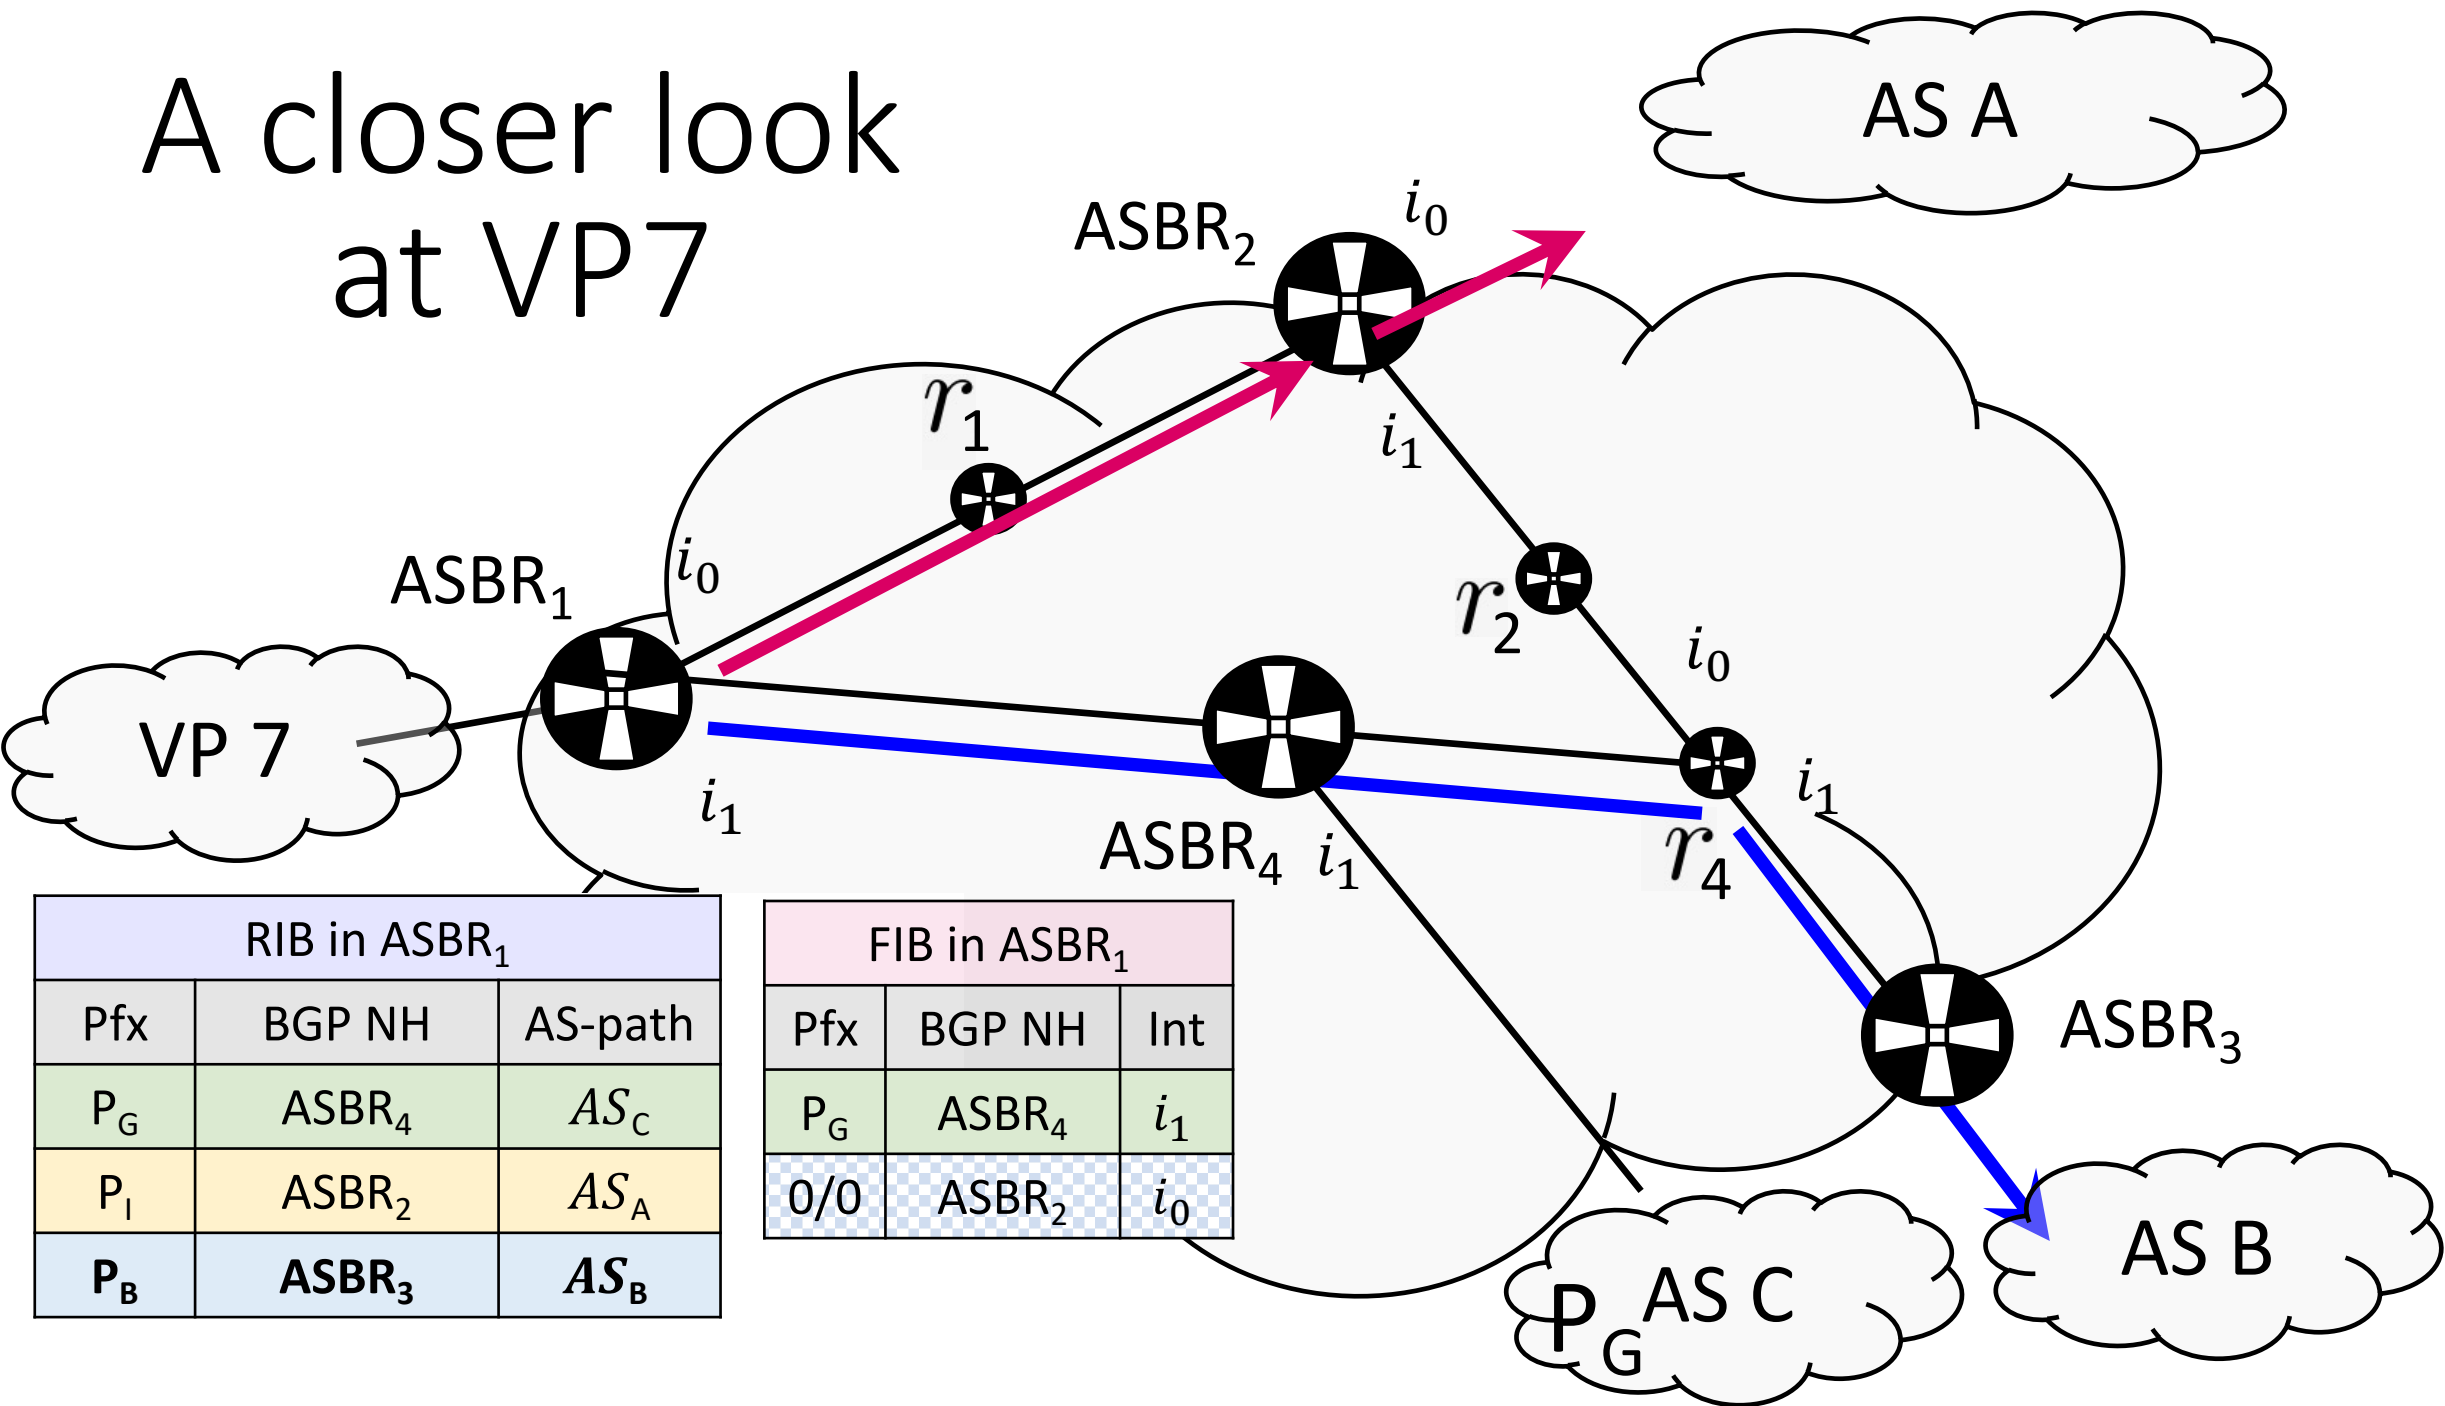 A closer look
at VP7
AS A
ASBR2
i0
i1
r1
i0
ASBR1
r2
i0
VP 7
i1
i1
ASBR4
i1
r4
ASBR3
RIB in ASBR1
Pfx BGP NH AS-path
PG ASBR4 ASC
PI ASBR2 ASA
PB ASBR3 ASB
FIB in ASBR1
Pfx BGP NH Int
PG ASBR4 i1
0/0 ASBR2 i0
AS B
PG AS C